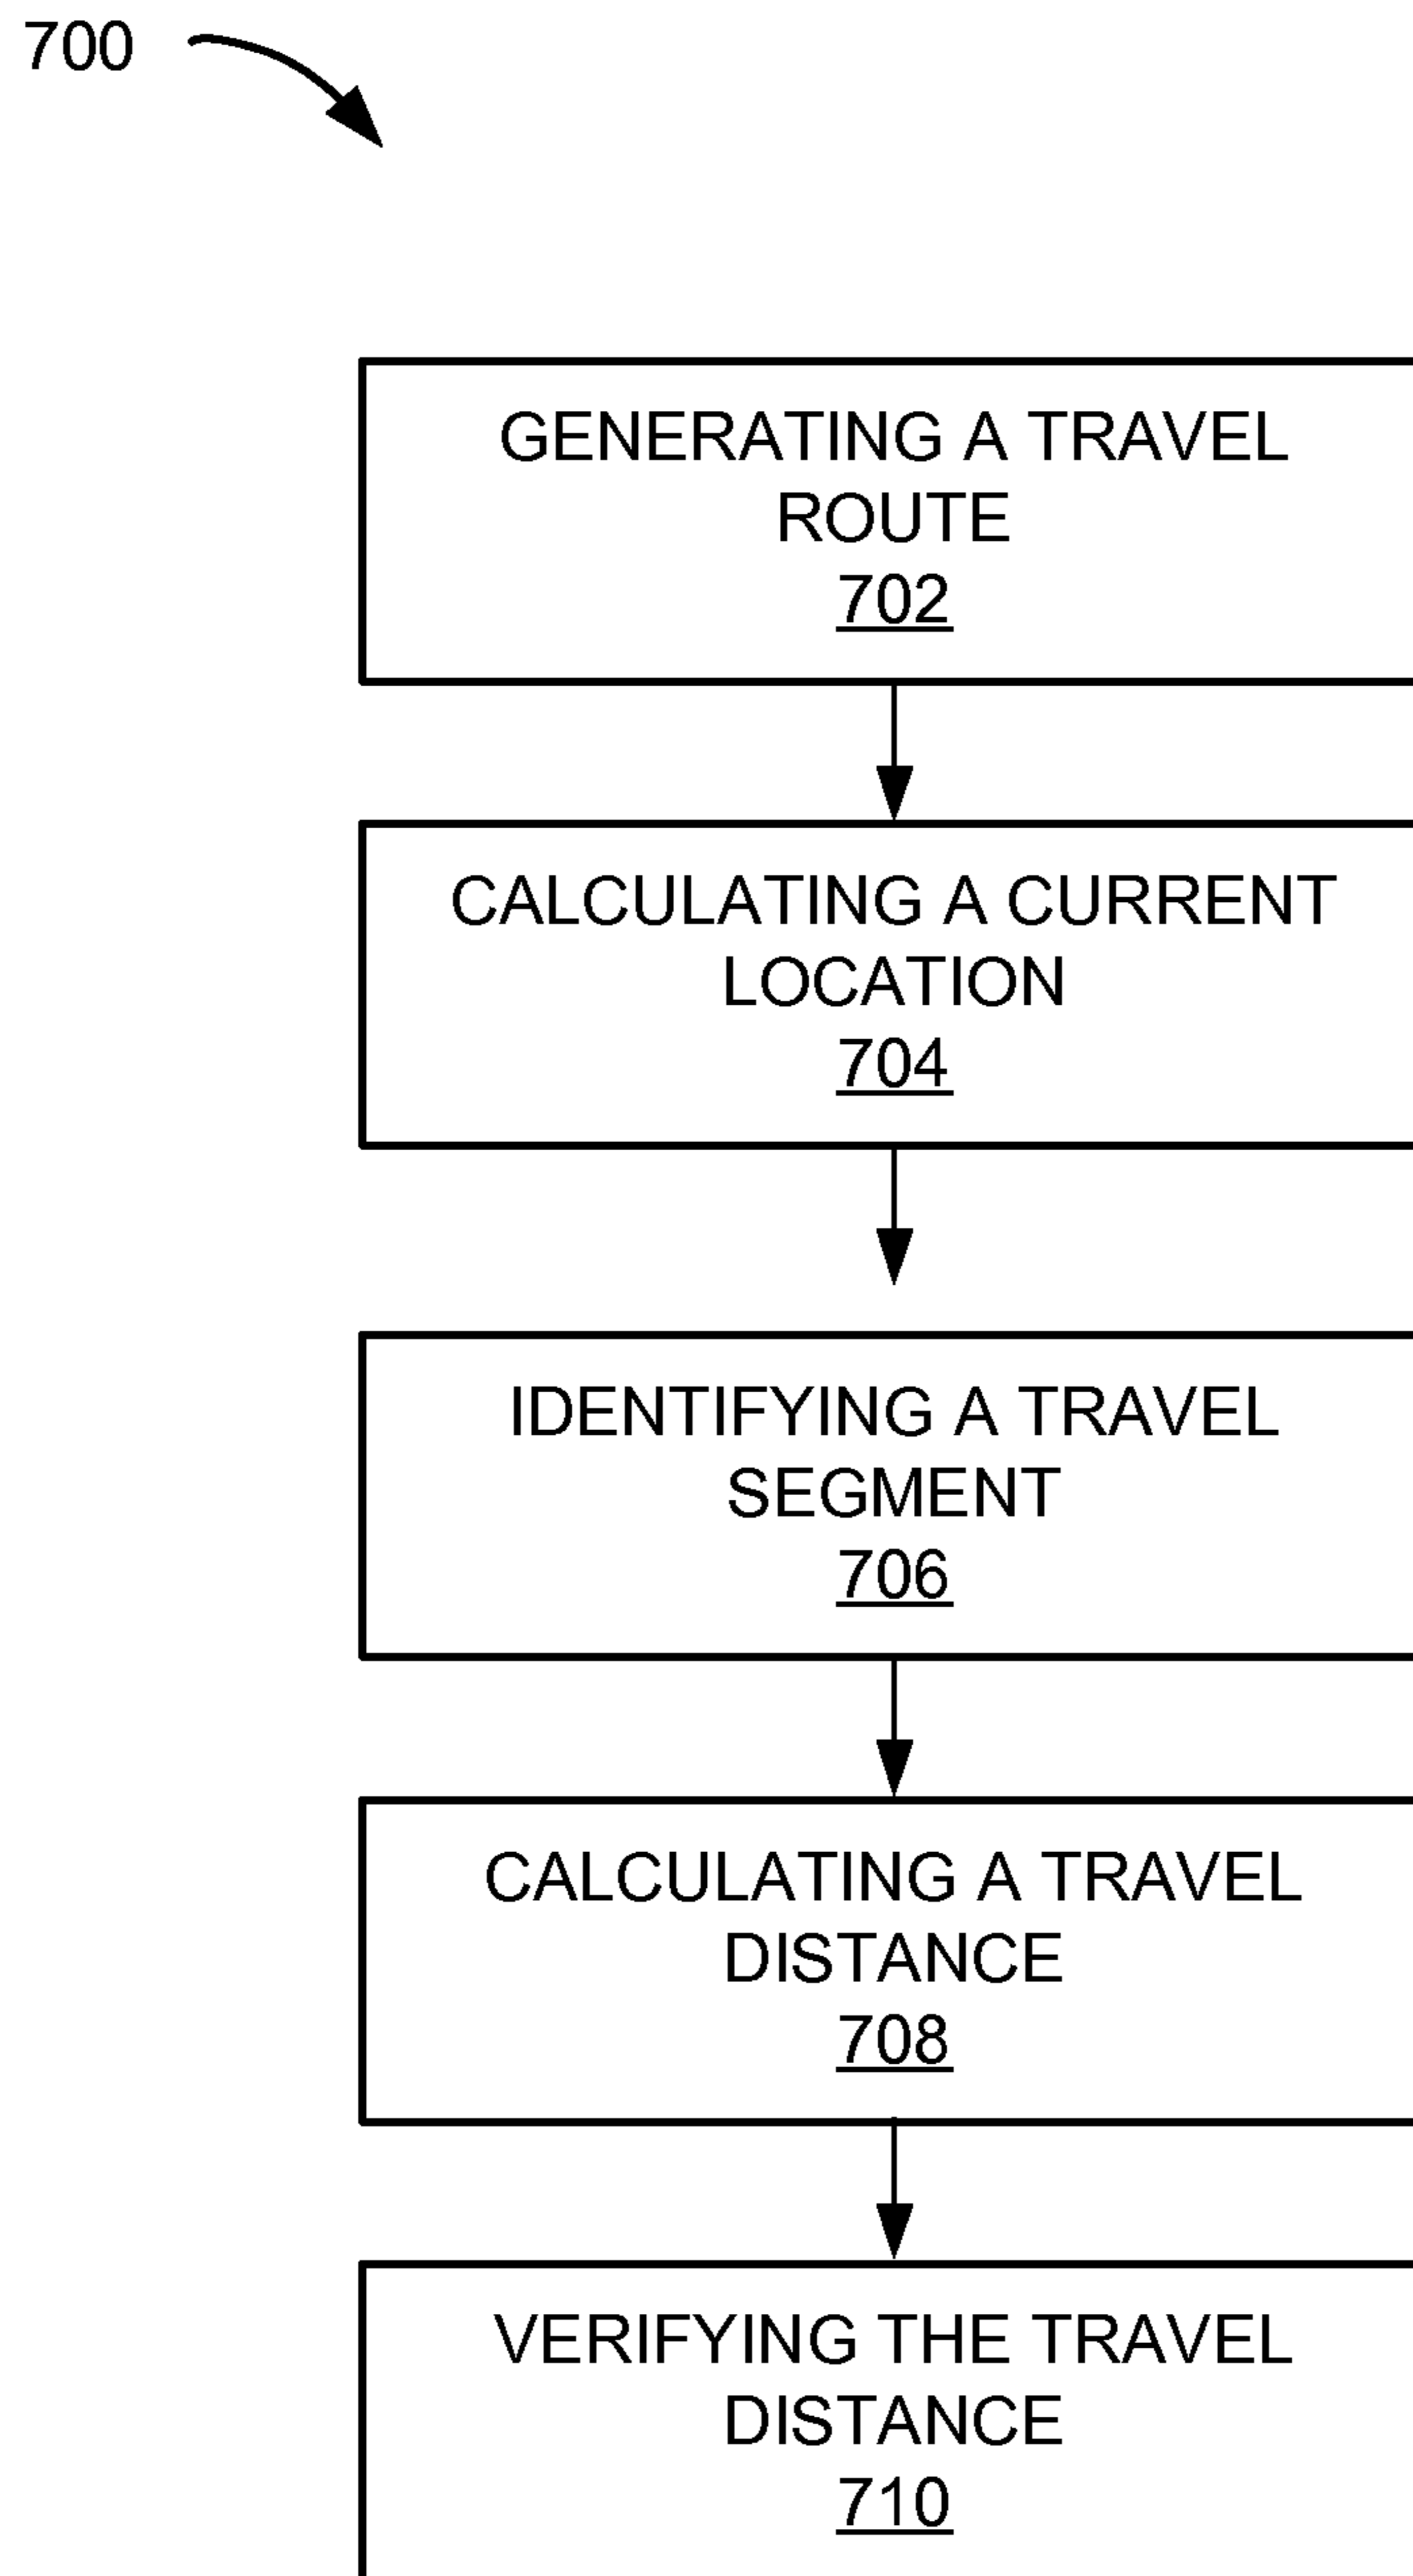 700
GENERATING A TRAVEL
ROUTE
702
CALCULATING A CURRENT
LOCATION
704
IDENTIFYING A TRAVEL
SEGMENT
706
CALCULATING A TRAVEL
DISTANCE
708
VERIFYING THE TRAVEL
DISTANCE
710